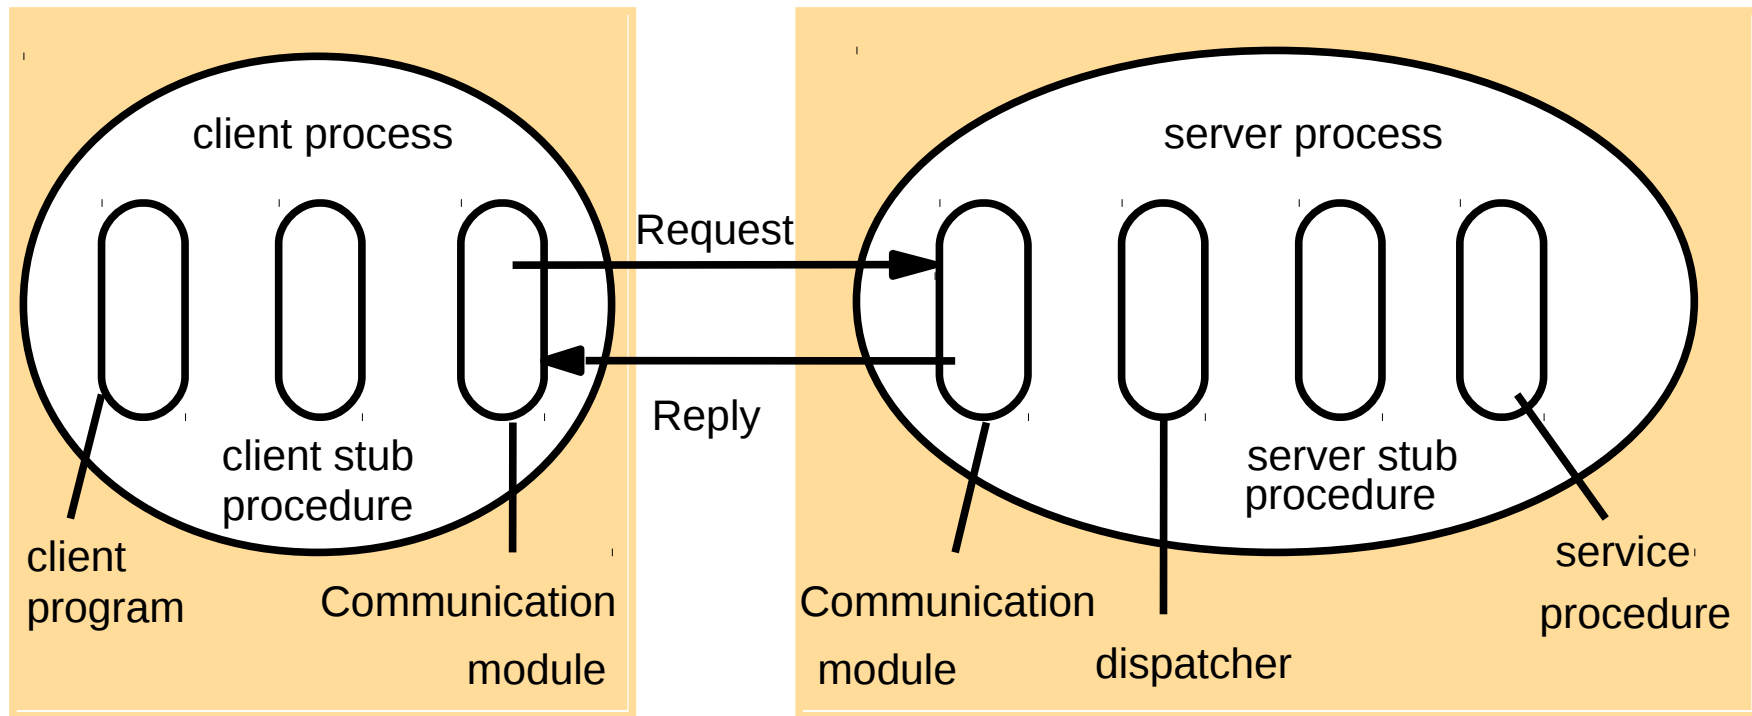 client process
server process
Request
Reply
client stub
procedure
server stub
procedure
client
program
Communication
module
Communication
module
dispatcher
service
procedure